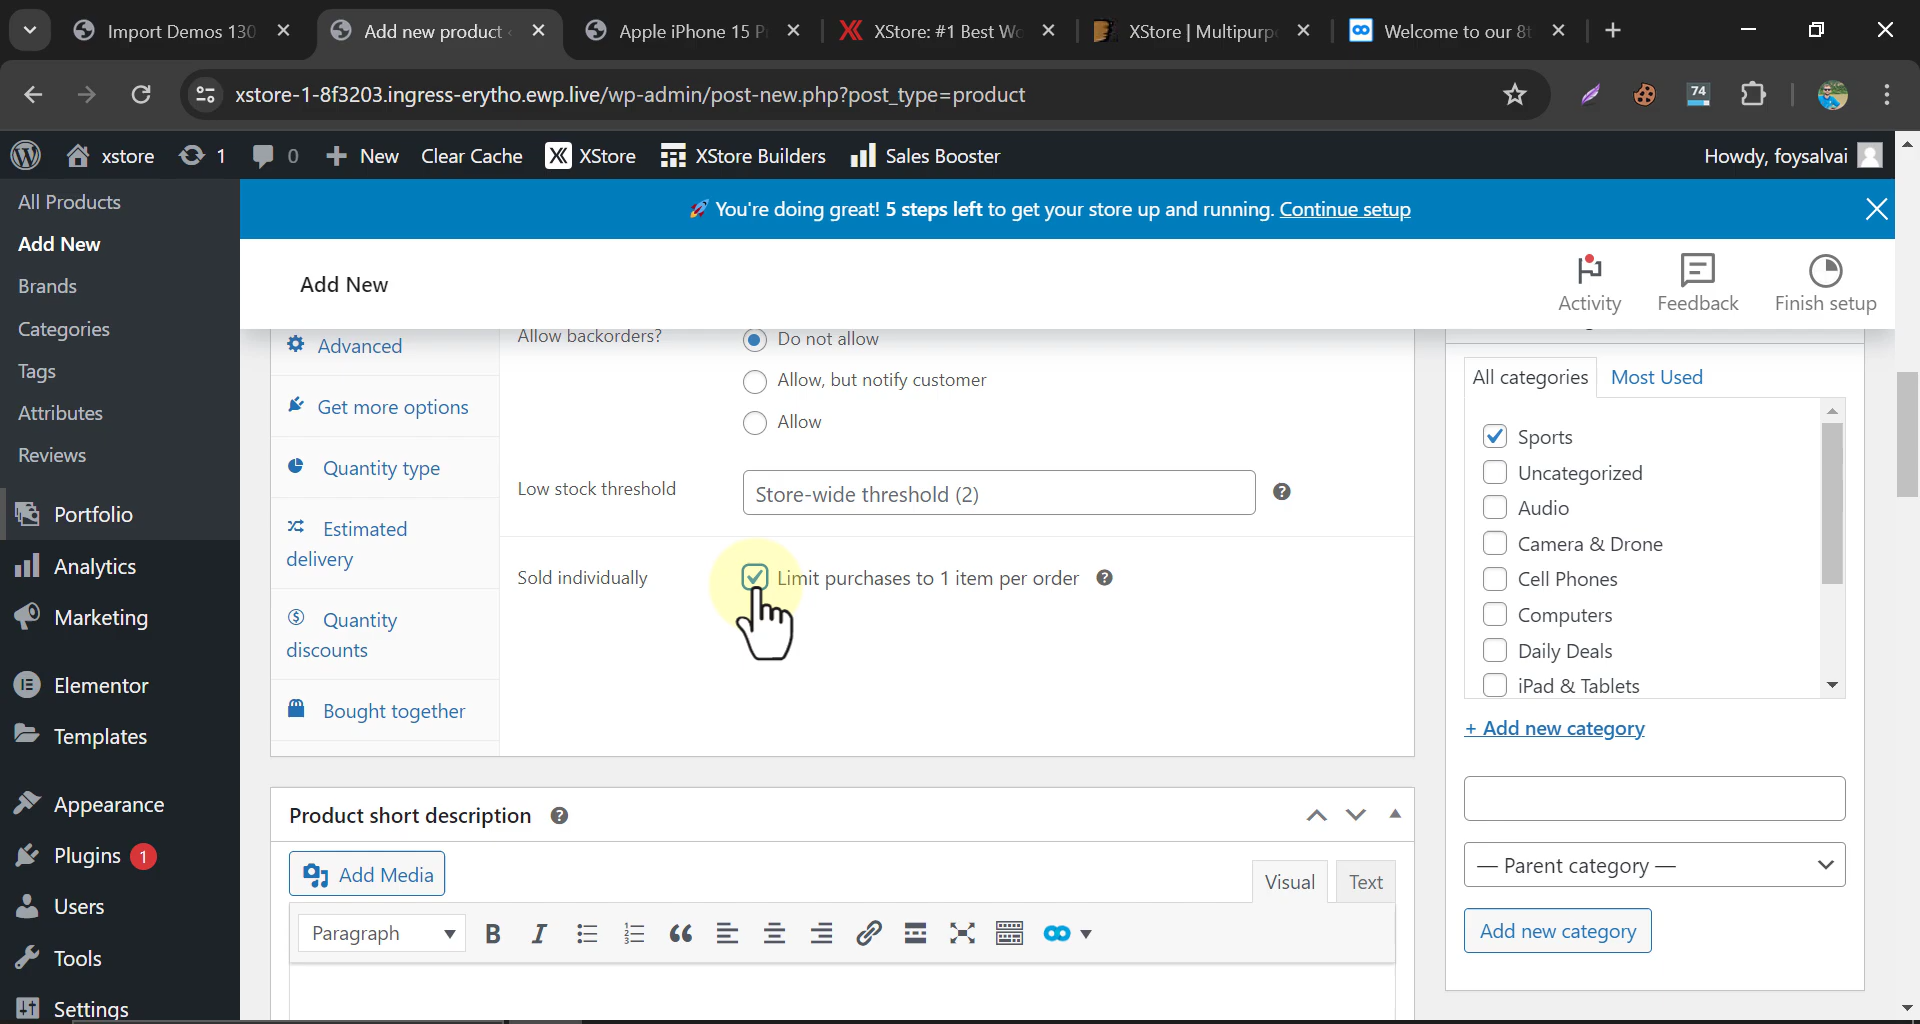 Import Demos 130
Add new product
Apple iPhone 15 P
XStore: #1 Best Wo
XStore | Multipurp
Welcome to our 8t
xstore-1-8f3203.ingress-erytho.ewp.live/wp-admin/post-new.php?post_type=product
74
xstore
1
0
New
Clear Cache
XStore
XStore Builders
Sales Booster
Howdy, foysalvai
All Products
Add New
Brands
Categories
Tags
Attributes
Reviews
Portfolio
Analytics
Marketing
Elementor
Templates
Appearance
Plugins 1
Users
Tools
Settings
🚀 You're doing great! 5 steps left to get your store up and running. Continue setup
Add New
Activity
Feedback
Finish setup
Advanced
Get more options
Quantity type
Estimated
delivery
Quantity
discounts
Bought together
Allow backorders?
Do not allow
Allow, but notify customer
Allow
Low stock threshold
Store-wide threshold (2)
Sold individually
Limit purchases to 1 item per order
Product short description
Add Media
Visual
Text
Paragraph
All categories
Most Used
Sports
Uncategorized
Audio
Camera & Drone
Cell Phones
Computers
Daily Deals
iPad & Tablets
+ Add new category
— Parent category —
Add new category